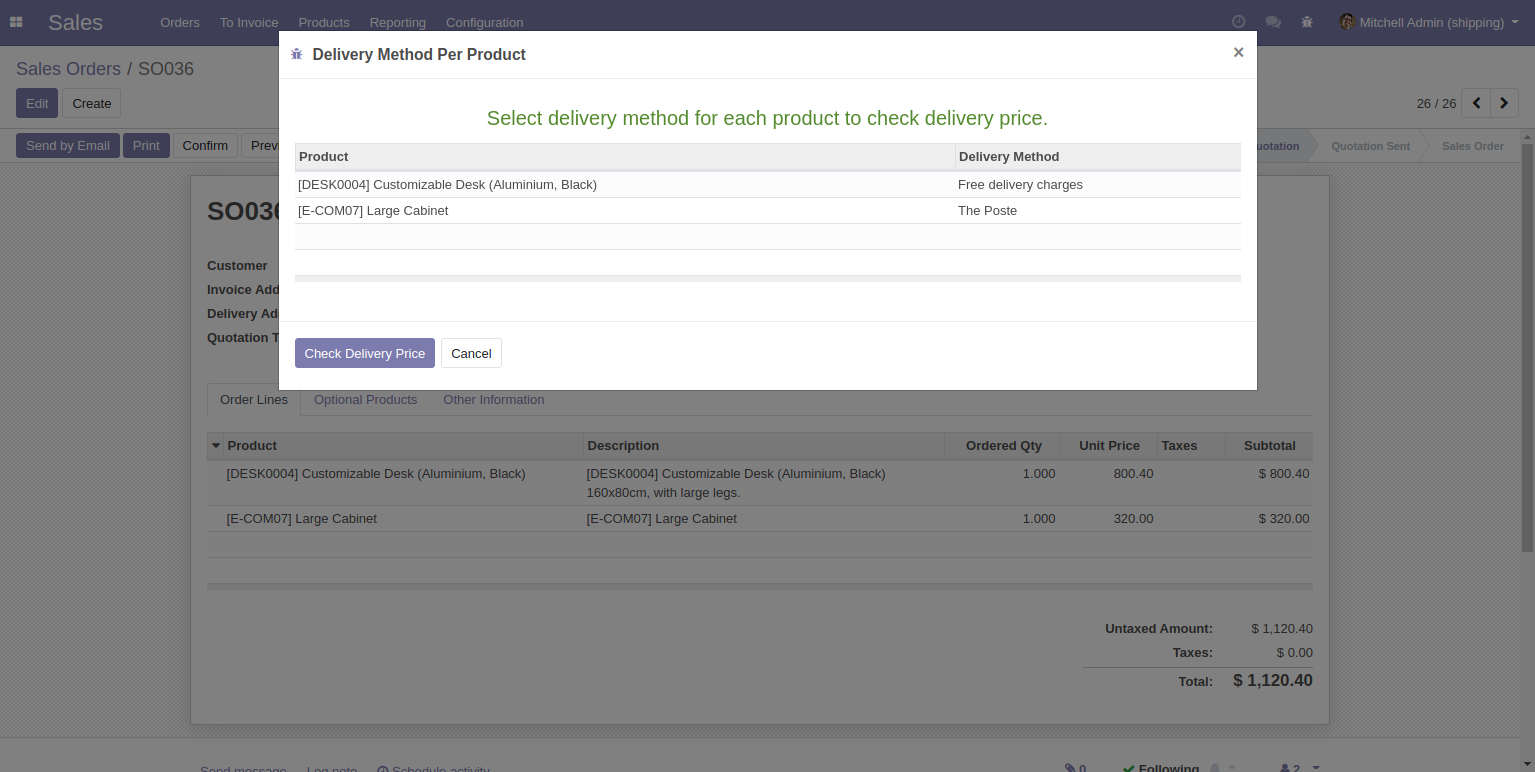 Sales Orders To Invoice Products Reporting Configuration Mitchell Admin (shipping)
Delivery Method Per Product ×
Sales Orders / SO036
Edit Create 26 / 26
Select delivery method for each product to check delivery price.
Send by Email Print Confirm Quotation Sent Sales Order
Product Delivery Method
[DESK0004] Customizable Desk (Aluminium, Black) Free delivery charges
[E-COM07] Large Cabinet The Poste
SO036
Customer
Invoice Add
Delivery Ad
Quotation T
Check Delivery Price Cancel
Order Lines Optional Products Other Information
Product Description Ordered Qty Unit Price Taxes Subtotal
[DESK0004] Customizable Desk (Aluminium, Black) [DESK0004] Customizable Desk (Aluminium, Black) 1.000 800.40 $ 800.40
160x80cm, with large legs.
[E-COM07] Large Cabinet [E-COM07] Large Cabinet 1.000 320.00 $ 320.00
Untaxed Amount: $ 1,120.40
Taxes: $ 0.00
Total: $ 1,120.40
Send message Log note Schedule activity 0 Following 2